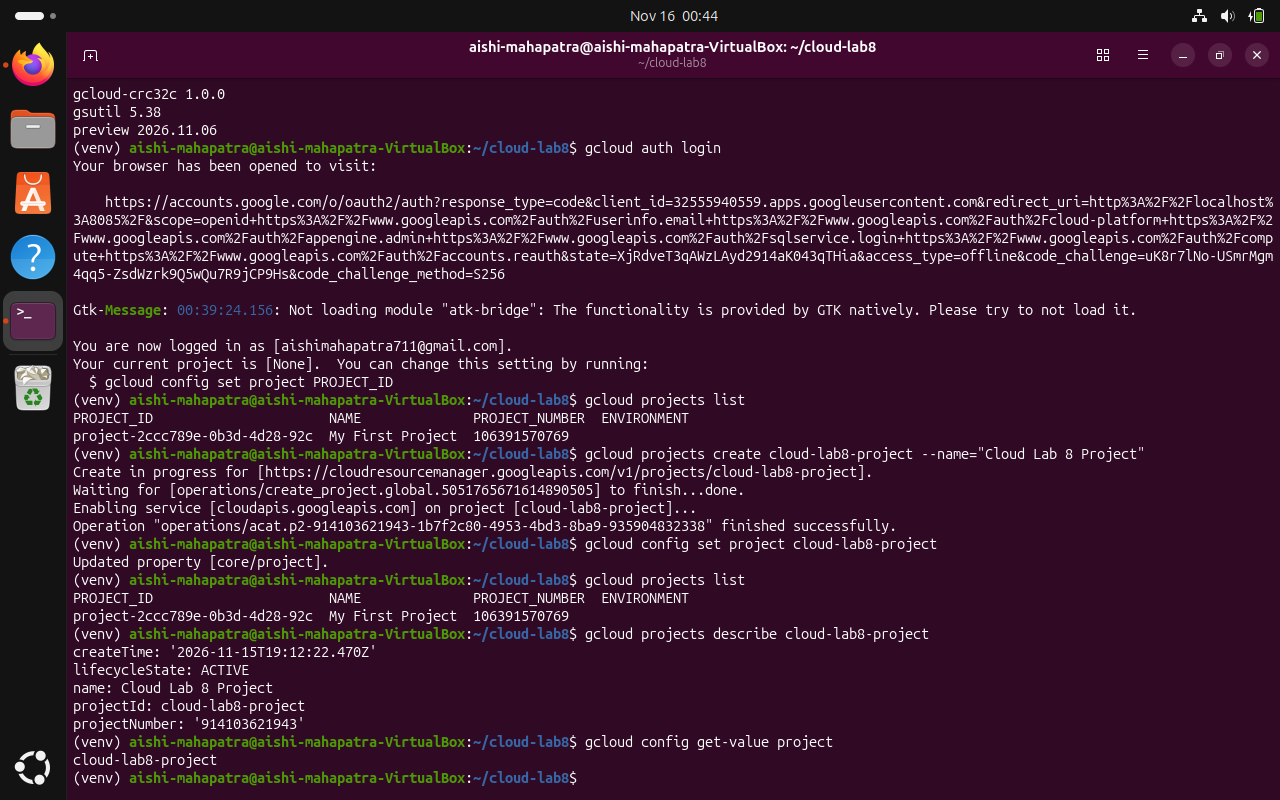 Nov 16 00:44
aishi-mahapatra@aishi-mahapatra-VirtualBox: ~/cloud-lab8
~/cloud-lab8
gcloud-crc32c 1.0.0
gsutil 5.38
preview 2026.11.06
(venv) aishi-mahapatra@aishi-mahapatra-VirtualBox:~/cloud-lab8$ gcloud auth login
Your browser has been opened to visit:
https://accounts.google.com/o/oauth2/auth?response_type=code&client_id=32555940559.apps.googleusercontent.com&redirect_uri=http%3A%2F%2Flocalhost%
3A8085%2F&scope=openid+https%3A%2F%2Fwww.googleapis.com%2Fauth%2Fuserinfo.email+https%3A%2F%2Fwww.googleapis.com%2Fauth%2Fcloud-platform+https%3A%2F%2
Fwww.googleapis.com%2Fauth%2Fappengine.admin+https%3A%2F%2Fwww.googleapis.com%2Fauth%2Fsqlservice.login+https%3A%2F%2Fwww.googleapis.com%2Fauth%2Fcomp
ute+https%3A%2F%2Fwww.googleapis.com%2Fauth%2Faccounts.reauth&state=XjRdveT3qAWzLAyd2914aK043qTHia&access_type=offline&code_challenge=uK8r7lNo-USmrMgm
4qq5-ZsdWzrk9Q5wQu7R9jCP9Hs&code_challenge_method=S256
Gtk-Message: 00:39:24.156: Not loading module "atk-bridge": The functionality is provided by GTK natively. Please try to not load it.
You are now logged in as [aishimahapatra711@gmail.com].
Your current project is [None].  You can change this setting by running:
$ gcloud config set project PROJECT_ID
(venv) aishi-mahapatra@aishi-mahapatra-VirtualBox:~/cloud-lab8$ gcloud projects list
PROJECT_ID NAME PROJECT_NUMBER ENVIRONMENT
project-2ccc789e-0b3d-4d28-92c My First Project 106391570769
(venv) aishi-mahapatra@aishi-mahapatra-VirtualBox:~/cloud-lab8$ gcloud projects create cloud-lab8-project --name="Cloud Lab 8 Project"
Create in progress for [https://cloudresourcemanager.googleapis.com/v1/projects/cloud-lab8-project].
Waiting for [operations/create_project.global.5051765671614890505] to finish...done.
Enabling service [cloudapis.googleapis.com] on project [cloud-lab8-project]...
Operation "operations/acat.p2-914103621943-1b7f2c80-4953-4bd3-8ba9-935904832338" finished successfully.
(venv) aishi-mahapatra@aishi-mahapatra-VirtualBox:~/cloud-lab8$ gcloud config set project cloud-lab8-project
Updated property [core/project].
(venv) aishi-mahapatra@aishi-mahapatra-VirtualBox:~/cloud-lab8$ gcloud projects list
PROJECT_ID NAME PROJECT_NUMBER ENVIRONMENT
project-2ccc789e-0b3d-4d28-92c My First Project 106391570769
(venv) aishi-mahapatra@aishi-mahapatra-VirtualBox:~/cloud-lab8$ gcloud projects describe cloud-lab8-project
createTime: '2026-11-15T19:12:22.470Z'
lifecycleState: ACTIVE
name: Cloud Lab 8 Project
projectId: cloud-lab8-project
projectNumber: '914103621943'
(venv) aishi-mahapatra@aishi-mahapatra-VirtualBox:~/cloud-lab8$ gcloud config get-value project
cloud-lab8-project
(venv) aishi-mahapatra@aishi-mahapatra-VirtualBox:~/cloud-lab8$